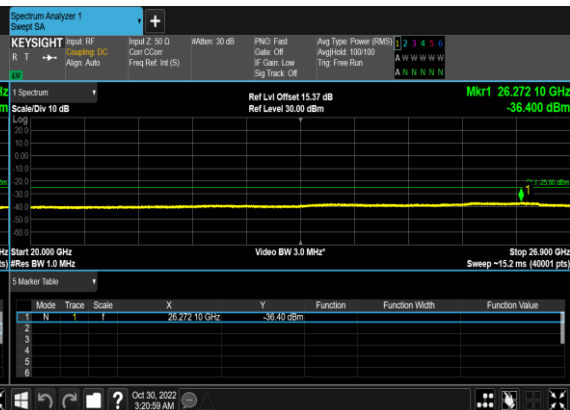 Spectrum Analyzer 1
Swept SA
KEYSIGHT
R T
Input: RF
Coupling: DC
Align: Auto
Input Z: 50 Ω
Corr CCorr
Freq Ref: Int (S)
#Atten: 30 dB
PNO: Fast
Gate: Off
IF Gain: Low
Sig Track: Off
Avg Type: Power (RMS)
Avg|Hold: 100/100
Trig: Free Run
1 2 3 4 5 6
A W W W W W
A N N N N N
1 Spectrum
Scale/Div 10 dB
Ref Lvl Offset 15.37 dB
Ref Level 30.00 dBm
Mkr1 26.272 10 GHz
-36.400 dBm
Log
20.0
10.0
0.00
-10.0
-20.0
-30.0
-40.0
-50.0
-60.0
1
-25.00 dBm
Start 20.000 GHz
#Res BW 1.0 MHz
Video BW 3.0 MHz*
Stop 26.900 GHz
Sweep ~15.2 ms (40001 pts)
5 Marker Table
Mode Trace Scale X Y Function Function Width Function Value
1 N 1 f 26.272 10 GHz -36.40 dBm
2
3
4
5
6
?
Oct 30, 2022
3:20:59 AM